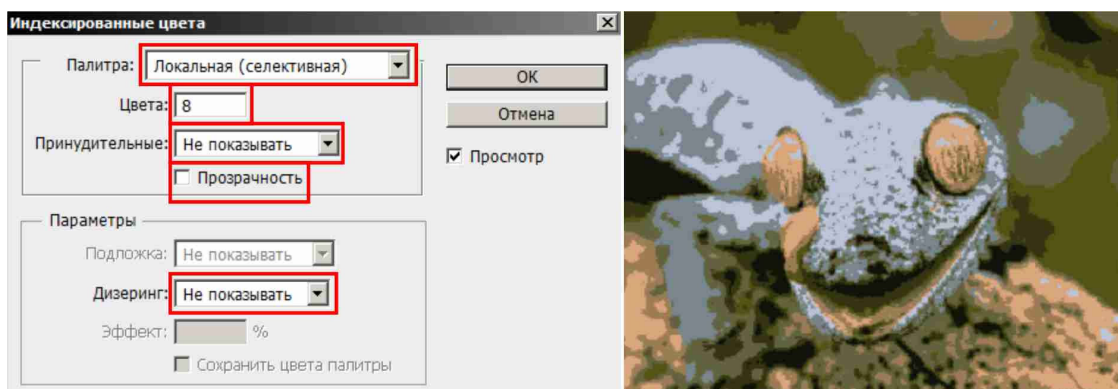 Индексированные цвета
Палитра: Локальная (селективная)
Цвета: 8
Принудительные: Не показывать
Прозрачность
OK
Отмена
Просмотр
Параметры
Подложка: Не показывать
Дизеринг: Не показывать
Эффект: %
Сохранить цвета палитры